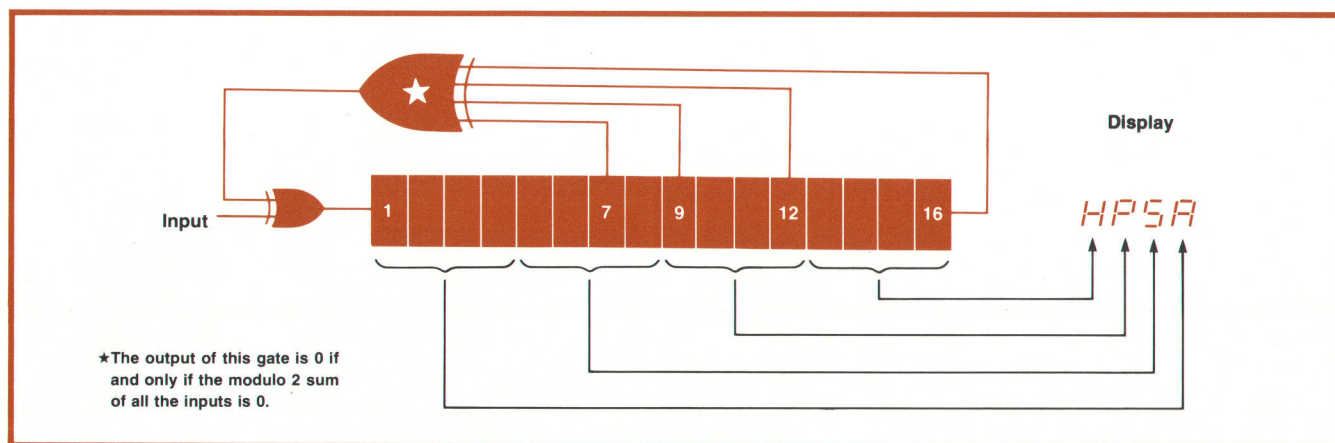 Display
Input
1 7 9 12 16
HPSA
★The output of this gate is 0 if
and only if the modulo 2 sum
of all the inputs is 0.